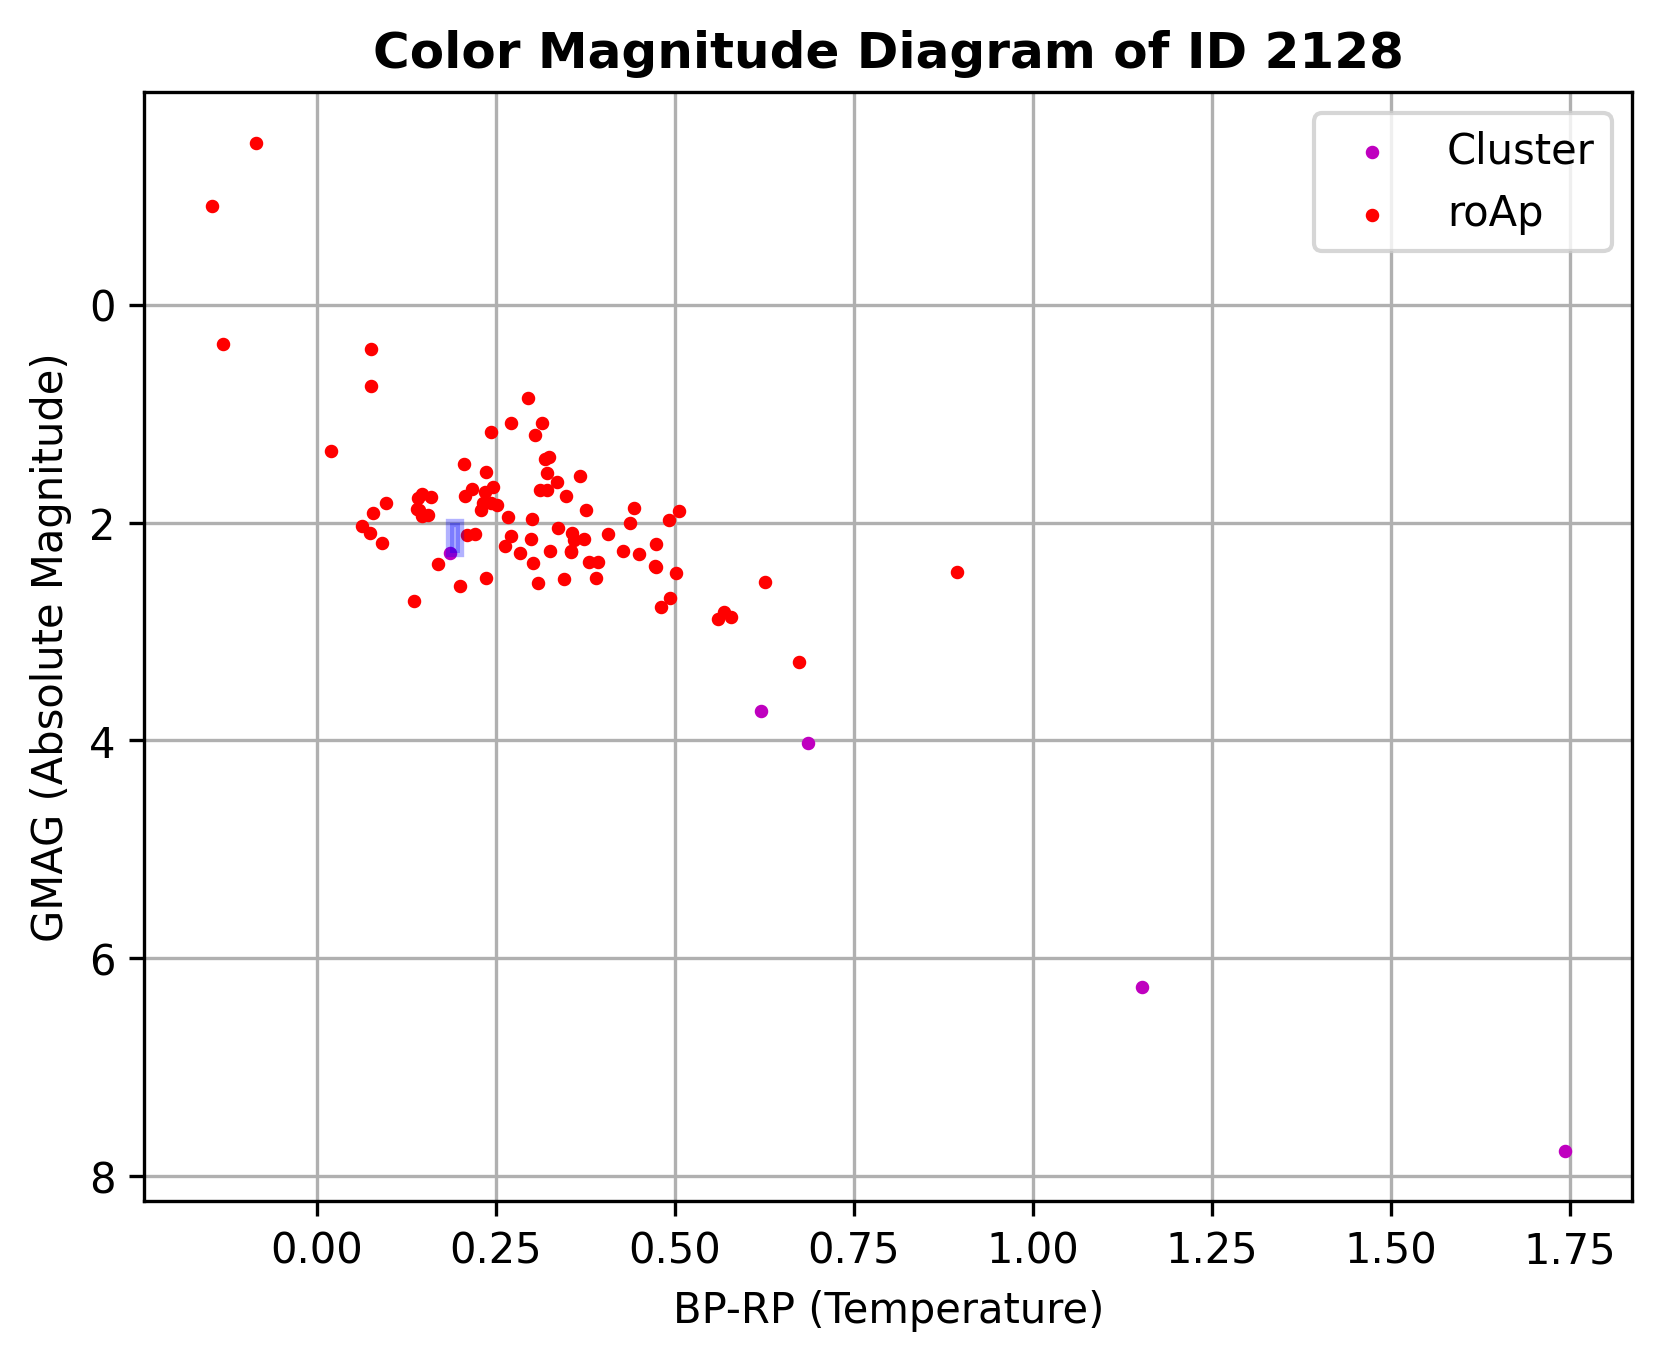 Color Magnitude Diagram of ID 2128
Cluster
roAp
GMAG (Absolute Magnitude)
0
2
4
6
8
0.00 0.25 0.50 0.75 1.00 1.25 1.50 1.75
BP-RP (Temperature)